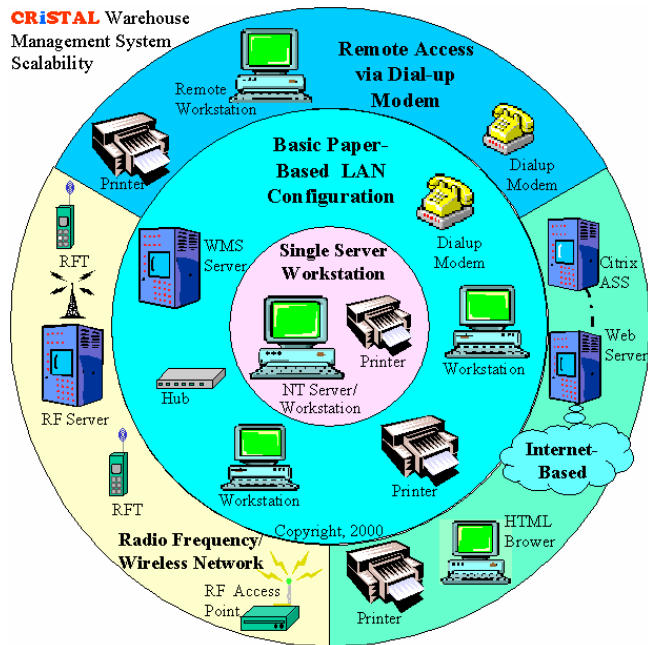 CRiSTAL Warehouse
Management System
Scalability
Remote Access
via Dial-up
Modem
Remote
Workstation
Printer
Dialup
Modem
Basic Paper-
Based LAN
Configuration
WMS
Server
Dialup
Modem
Single Server
Workstation
Printer
NT Server/
Workstation
Workstation
Hub
Workstation
Printer
Copyright, 2000
RFT
RF Server
RFT
Radio Frequency/
Wireless Network
RF Access
Point
Citrix
ASS
Web
Server
Internet-
Based
HTML
Brower
Printer